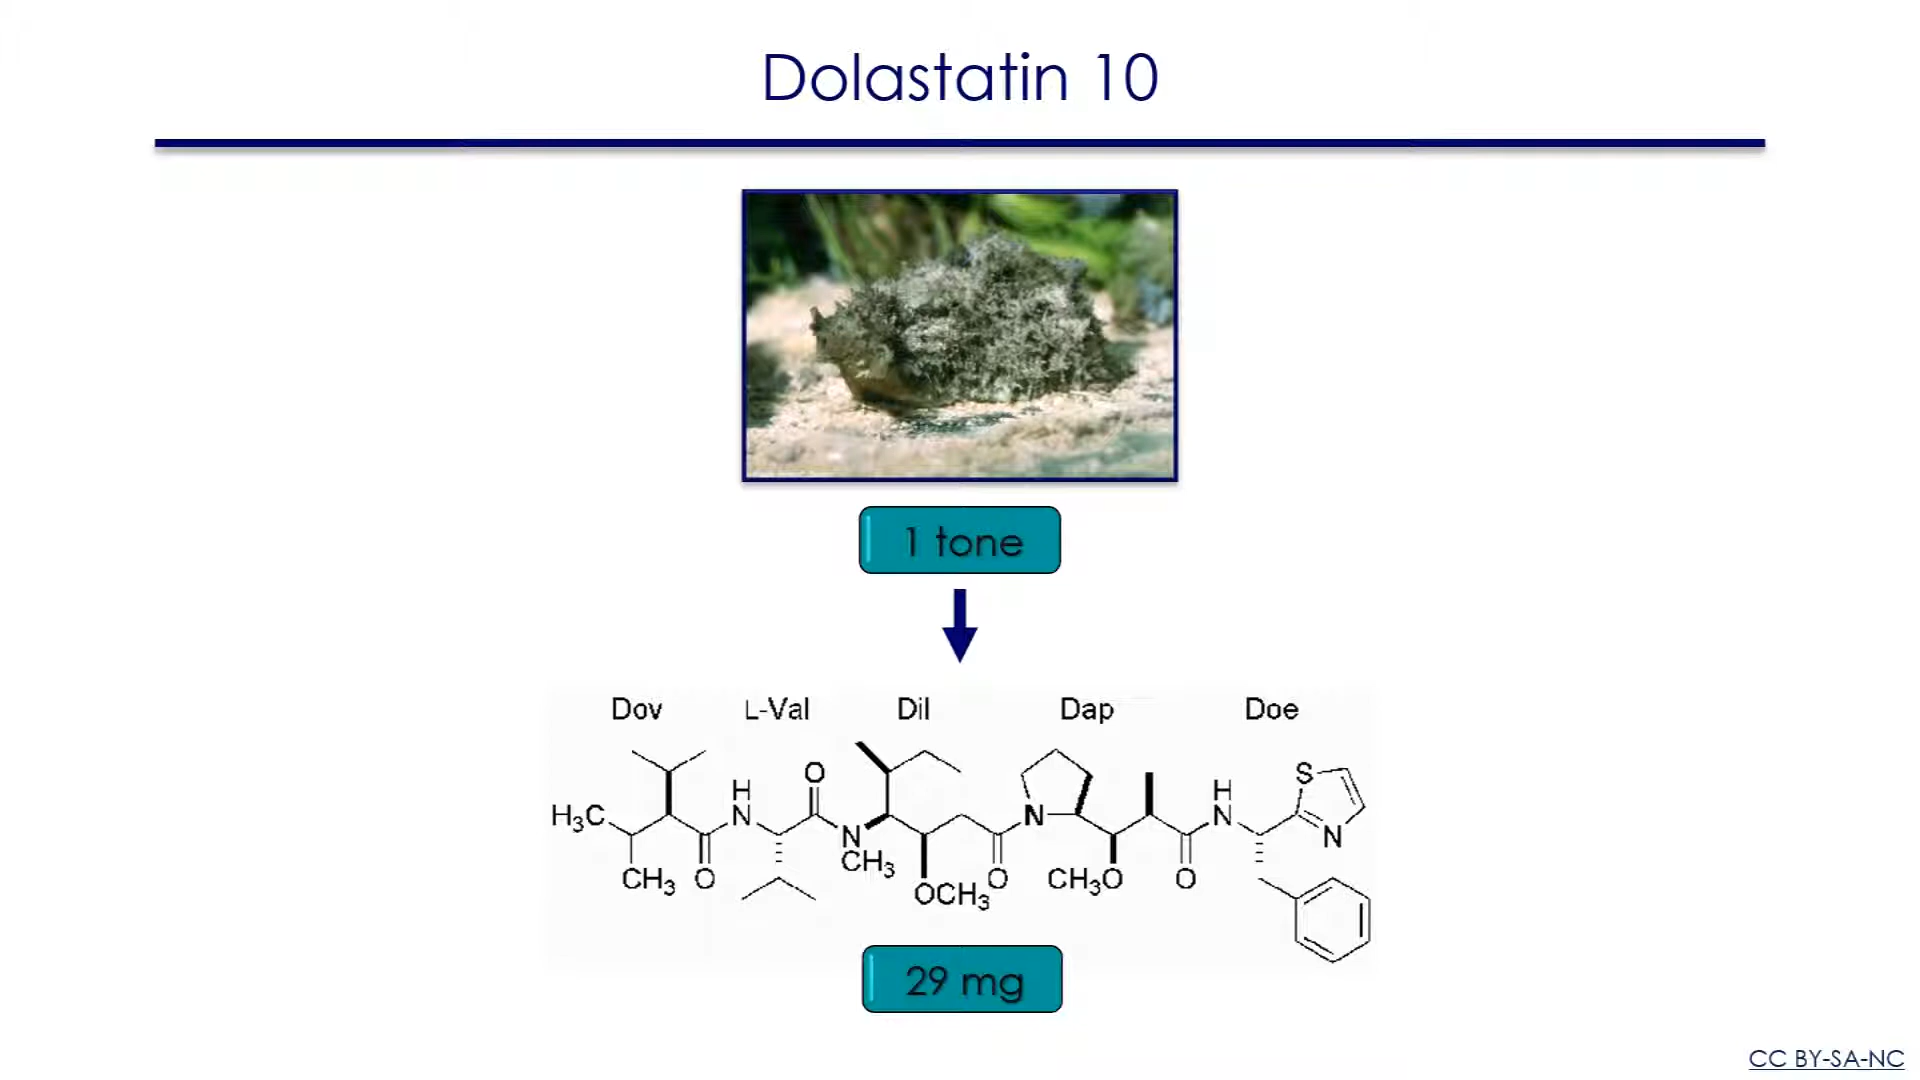 Dolastatin 10
1 tone
Dov L-Val Dil Dap Doe
H₃C CH₃ O H N O N CH₃ OCH₃ O N CH₃O O H N S N
29 mg
CC BY-SA-NC